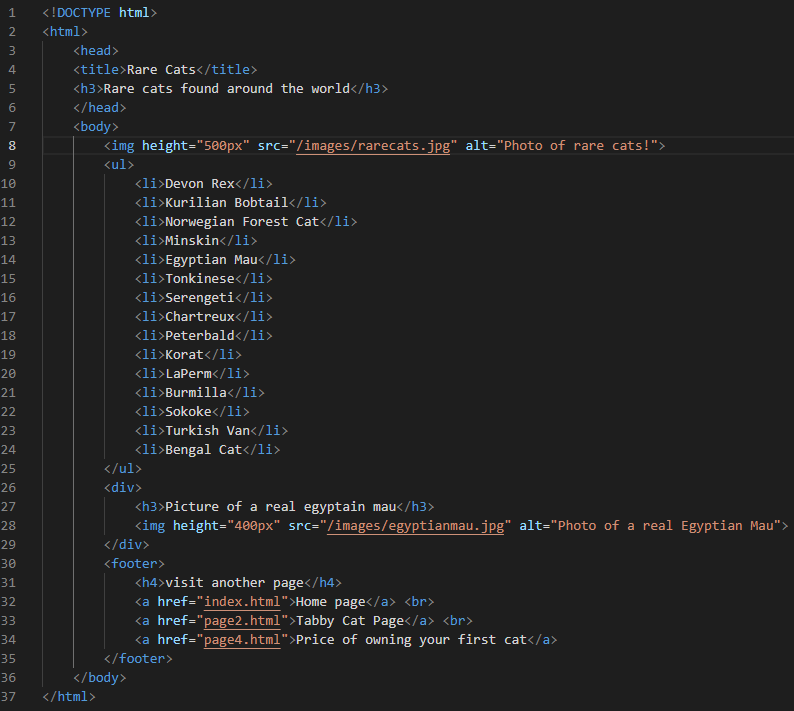 1 <!DOCTYPE html>
2 <html>
3     <head>
4     <title>Rare Cats</title>
5     <h3>Rare cats found around the world</h3>
6     </head>
7     <body>
8         <img height="500px" src="/images/rarecats.jpg" alt="Photo of rare cats!">
9         <ul>
10             <li>Devon Rex</li>
11             <li>Kurilian Bobtail</li>
12             <li>Norwegian Forest Cat</li>
13             <li>Minskin</li>
14             <li>Egyptian Mau</li>
15             <li>Tonkinese</li>
16             <li>Serengeti</li>
17             <li>Chartreux</li>
18             <li>Peterbald</li>
19             <li>Korat</li>
20             <li>LaPerm</li>
21             <li>Burmilla</li>
22             <li>Sokoke</li>
23             <li>Turkish Van</li>
24             <li>Bengal Cat</li>
25         </ul>
26         <div>
27             <h3>Picture of a real egyptain mau</h3>
28             <img height="400px" src="/images/egyptianmau.jpg" alt="Photo of a real Egyptian Mau">
29         </div>
30         <footer>
31             <h4>visit another page</h4>
32             <a href="index.html">Home page</a> <br>
33             <a href="page2.html">Tabby Cat Page</a> <br>
34             <a href="page4.html">Price of owning your first cat</a>
35         </footer>
36     </body>
37 </html>